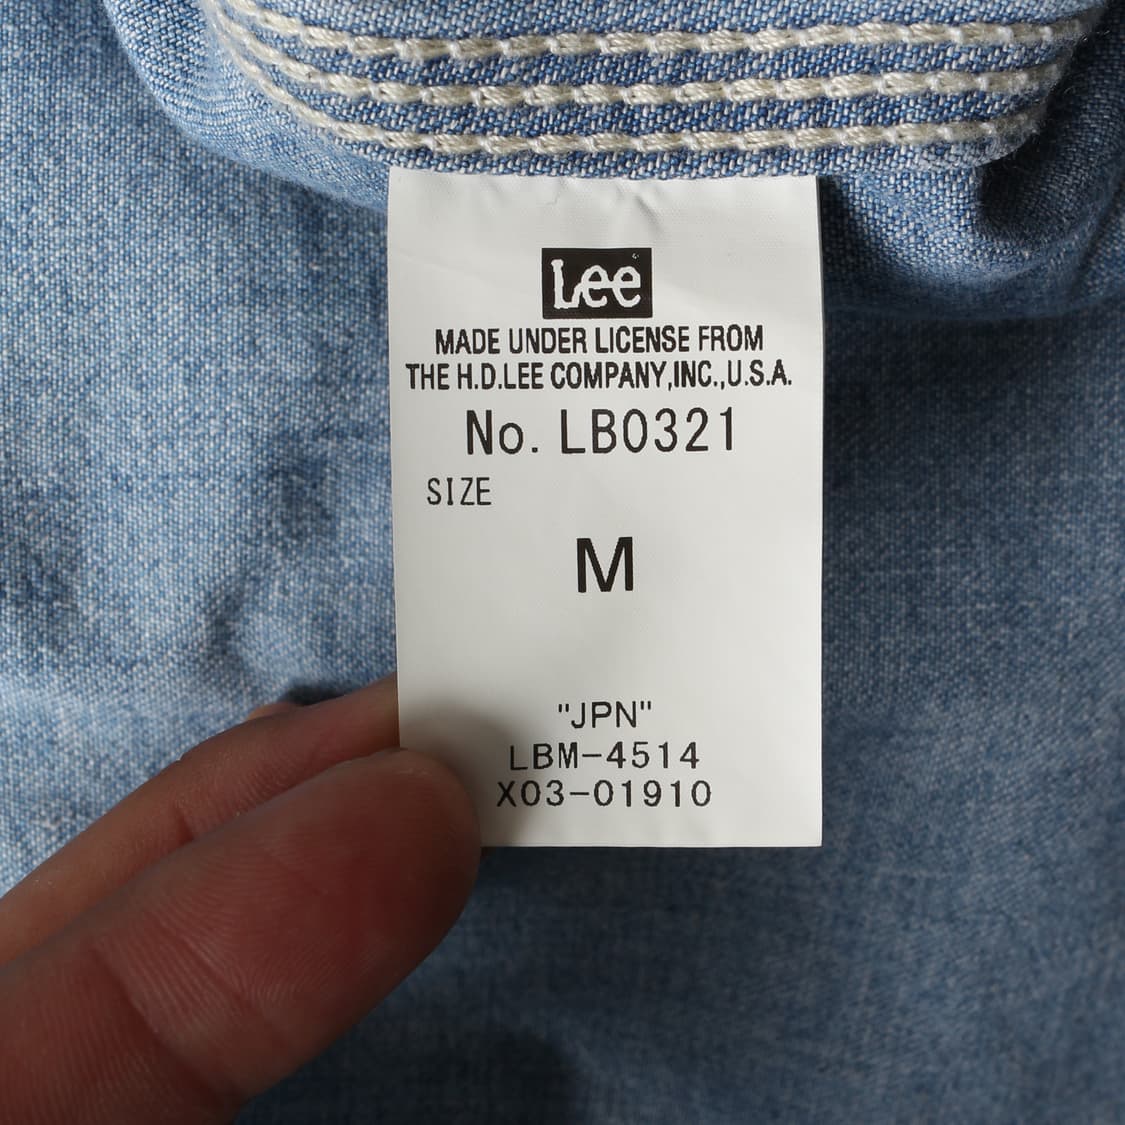 Lee
MADE UNDER LICENSE FROM
THE H.D.LEE COMPANY,INC.,U.S.A.
No. LB0321
SIZE
M
"JPN"
LBM-4514
X03-01910